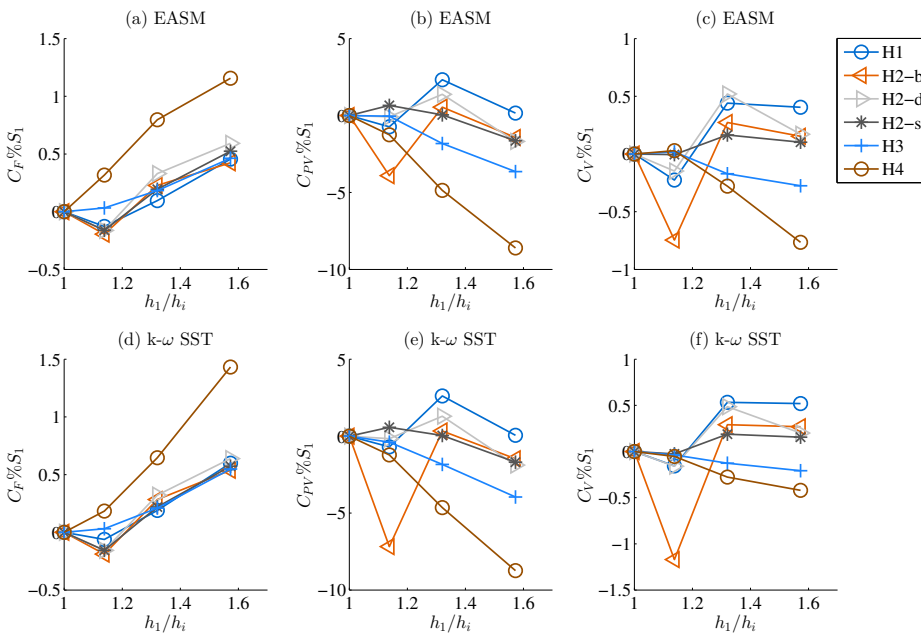 (a) EASM
(b) EASM
(c) EASM
1.5
1
0.5
0
−0.5
C_F%S_1
1
1.2
1.4
1.6
h_1/h_i
5
0
−5
−10
C_{PV}%S_1
1
1.2
1.4
1.6
h_1/h_i
1
0.5
0
−0.5
−1
C_V%S_1
1
1.2
1.4
1.6
h_1/h_i
H1
H2−b
H2−d
H2−s
H3
H4
(d) k-ω SST
(e) k-ω SST
(f) k-ω SST
1.5
1
0.5
0
−0.5
C_F%S_1
1
1.2
1.4
1.6
h_1/h_i
5
0
−5
−10
C_{PV}%S_1
1
1.2
1.4
1.6
h_1/h_i
1
0.5
0
−0.5
−1
−1.5
C_V%S_1
1
1.2
1.4
1.6
h_1/h_i